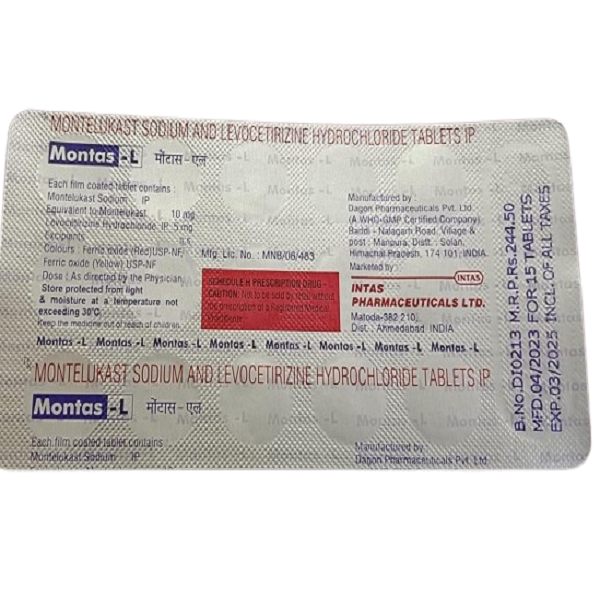 MONTELUKAST SODIUM AND LEVOCETIRIZINE HYDROCHLORIDE TABLETS IP
Montas-L मोंटास-एल
Each film coated tablet contains :
Montelukast Sodium IP
Equivalent to Montelukast 10 mg
Levocetirizine Hydrochloride IP 5 mg
Excipients q.s.
Colours : Ferric oxide (Red)USP-NF,
Ferric oxide (Yellow) USP-NF
Dose : As directed by the Physician
Store protected from light
& moisture at a temperature not
exceeding 30°C.
Keep the medicine out of reach of children.
Mfg. Lic. No. : MNB/06/483
SCHEDULE H PRESCRIPTION DRUG -
CAUTION: Not to be sold by retail without
the prescription of a Registered Medical
Practitioner.
Manufactured by :
Dagon Pharmaceuticals Pvt. Ltd.
(A WHO-GMP Certified Company)
Baddi - Nalagarh Road, Village &
post : Manpura, Distt. : Solan,
Himachal Pradesh, 174 101, INDIA.
Marketed by :
INTAS
INTAS
PHARMACEUTICALS LTD.
Matoda-382 210,
Dist. : Ahmedabad. INDIA
Montas -L Montas -L Montas -L Montas -L Montas -L Montas -L Montas -L Montas -L
MONTELUKAST SODIUM AND LEVOCETIRIZINE HYDROCHLORIDE TABLETS IP
Montas-L मोंटास-एल
Each film coated tablet contains :
Montelukast Sodium IP
Manufactured by :
Dagon Pharmaceuticals Pvt. Ltd.
B.No.DI0213 M.R.P.Rs.244.50
MFD.04/2023 FOR 15 TABLETS
EXP.03/2025 INCL. OF ALL TAXES